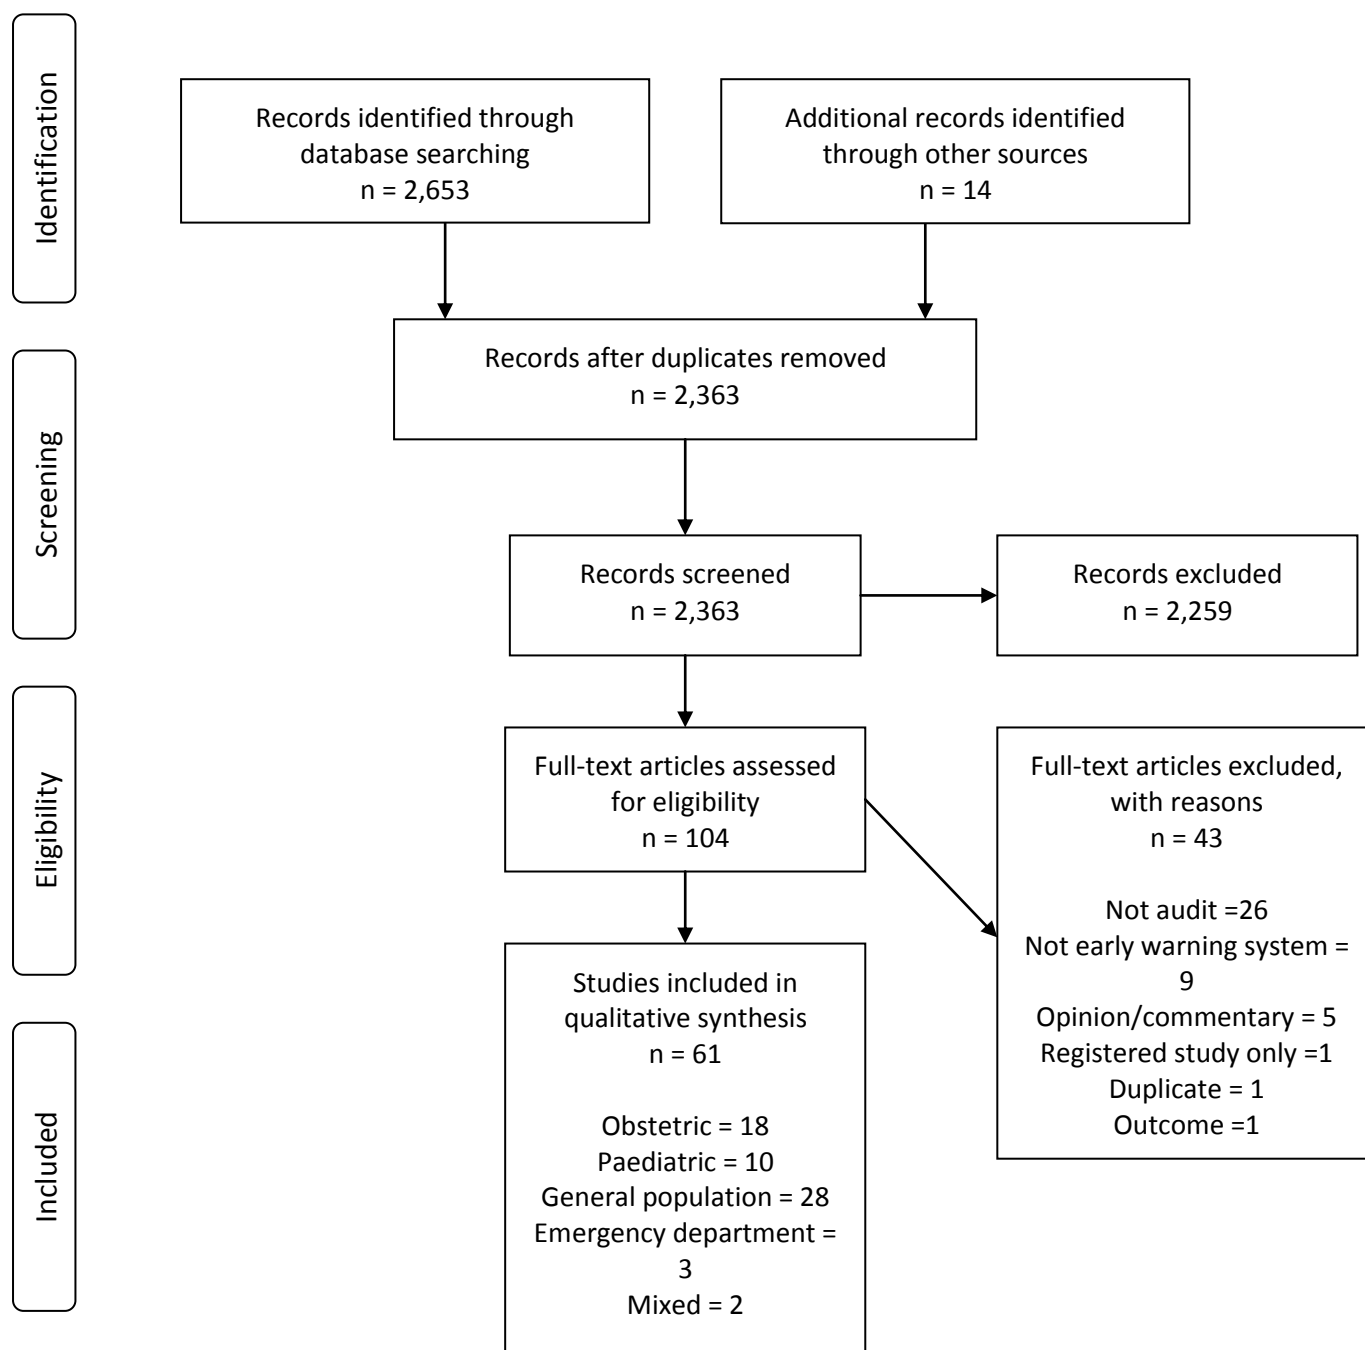 Identification
Records identified through
database searching
n = 2,653
Additional records identified
through other sources
n = 14
Screening
Records after duplicates removed
n = 2,363
Records screened
n = 2,363
Records excluded
n = 2,259
Eligibility
Full-text articles assessed
for eligibility
n = 104
Full-text articles excluded,
with reasons
n = 43
Not audit =26
Not early warning system =
9
Opinion/commentary = 5
Registered study only =1
Duplicate = 1
Outcome =1
Included
Studies included in
qualitative synthesis
n = 61
Obstetric = 18
Paediatric = 10
General population = 28
Emergency department =
3
Mixed = 2